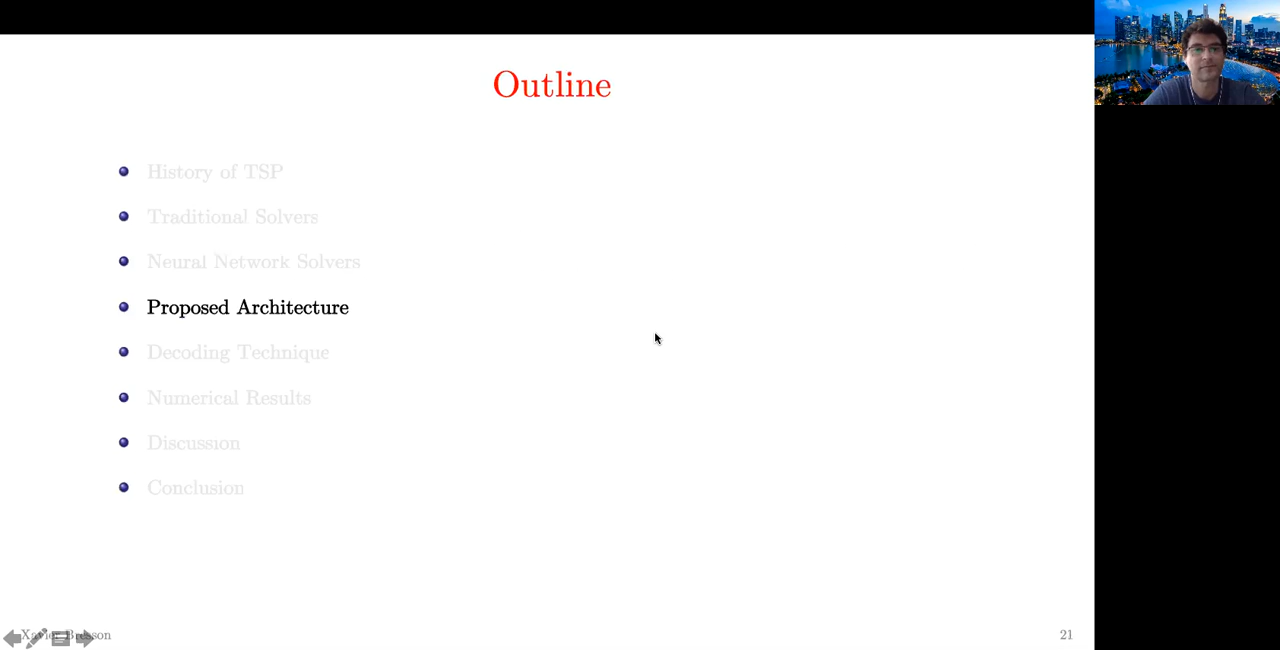 Outline
History of TSP
Traditional Solvers
Neural Network Solvers
Proposed Architecture
Decoding Technique
Numerical Results
Discussion
Conclusion
Xavier Bresson
21